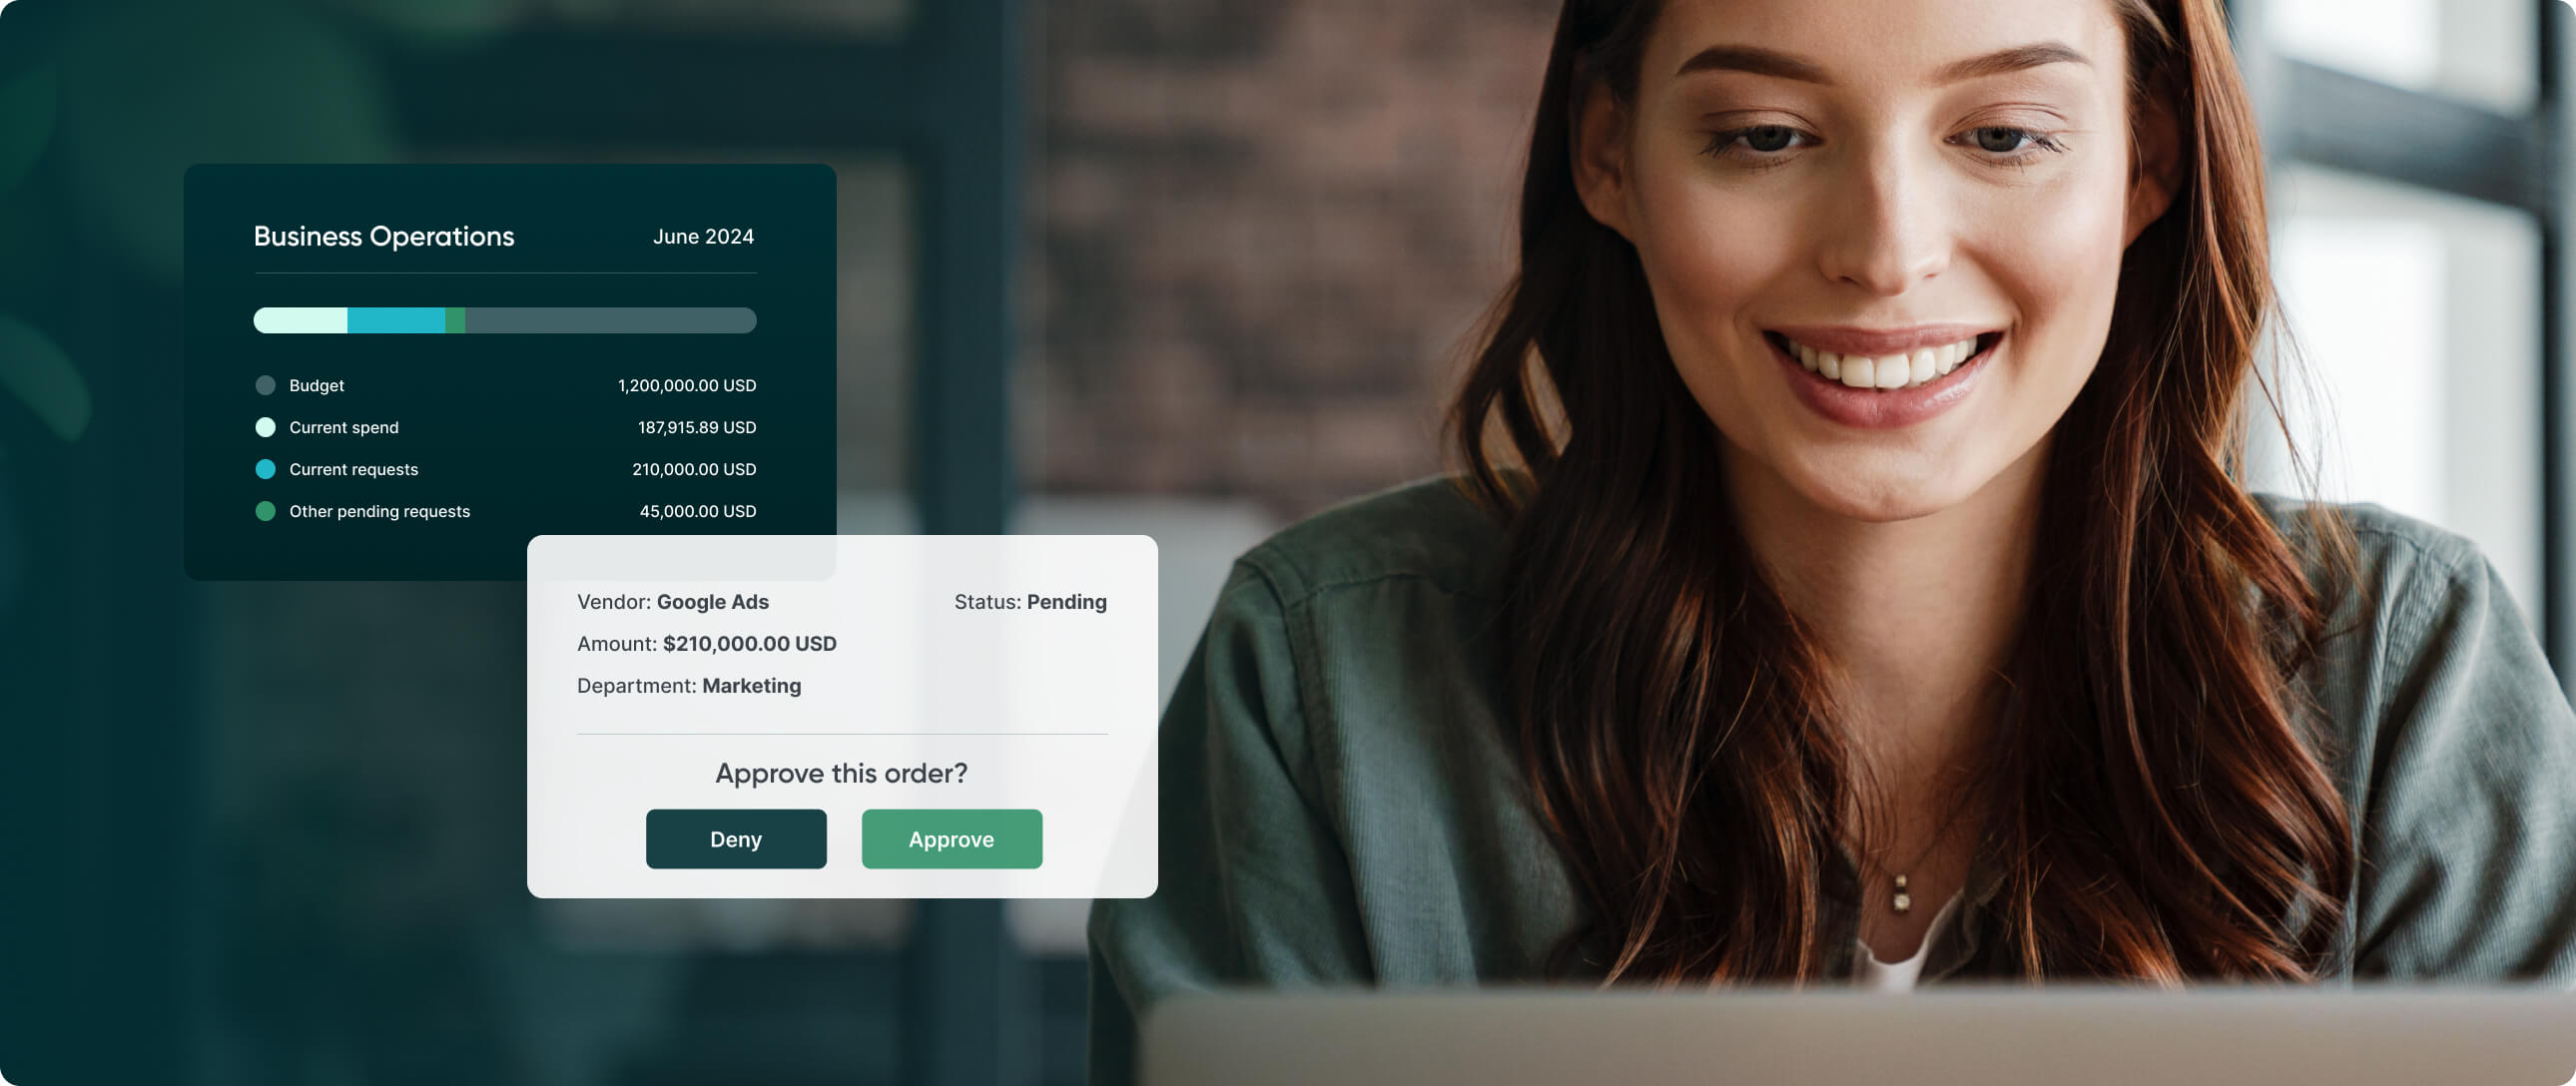 Business Operations June 2024
Budget 1,200,000.00 USD
Current spend 187,915.89 USD
Current requests 210,000.00 USD
Other pending requests 45,000.00 USD
Vendor: Google Ads Status: Pending
Amount: $210,000.00 USD
Department: Marketing
Approve this order?
Deny Approve